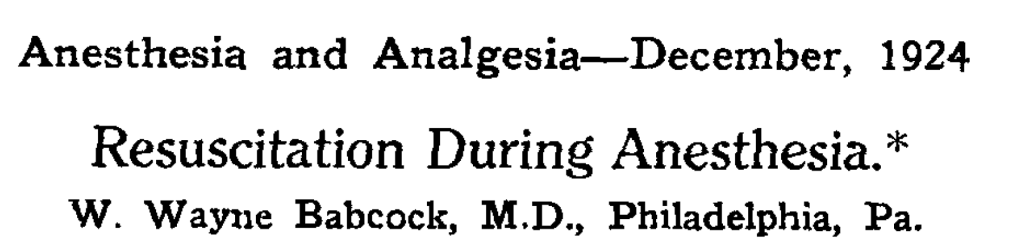 Anesthesia and Analgesia—December, 1924
Resuscitation During Anesthesia.*
W. Wayne Babcock, M.D., Philadelphia, Pa.